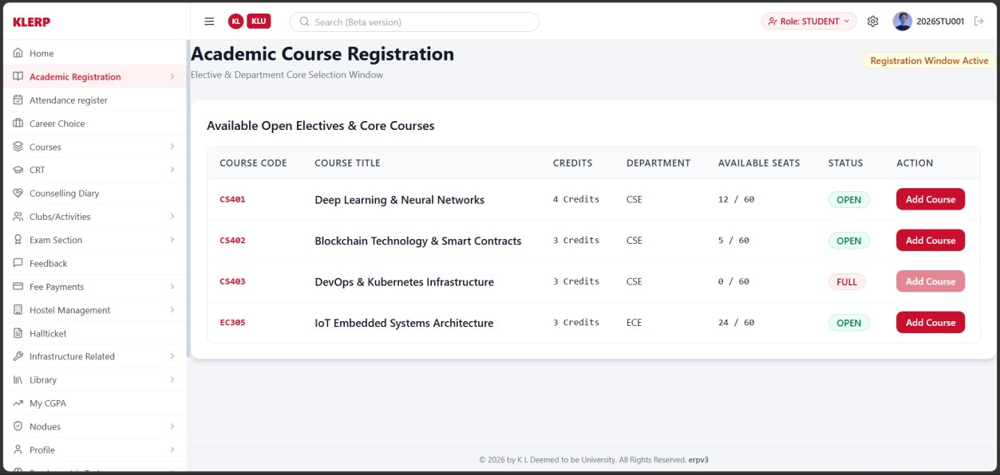 KLERP
KL KLU
Search (Beta version)
Role: STUDENT
2026STU001
Home
Academic Registration
Attendance register
Career Choice
Courses
CRT
Counselling Diary
Clubs/Activities
Exam Section
Feedback
Fee Payments
Hostel Management
Hallticket
Infrastructure Related
Library
My CGPA
Nodues
Profile
Academic Course Registration
Elective & Department Core Selection Window
Registration Window Active
Available Open Electives & Core Courses
COURSE CODE COURSE TITLE CREDITS DEPARTMENT AVAILABLE SEATS STATUS ACTION
CS401 Deep Learning & Neural Networks 4 Credits CSE 12 / 60 OPEN Add Course
CS402 Blockchain Technology & Smart Contracts 3 Credits CSE 5 / 60 OPEN Add Course
CS403 DevOps & Kubernetes Infrastructure 3 Credits CSE 0 / 60 FULL Add Course
EC305 IoT Embedded Systems Architecture 3 Credits ECE 24 / 60 OPEN Add Course
© 2026 by K L Deemed to be University. All Rights Reserved. erpv3